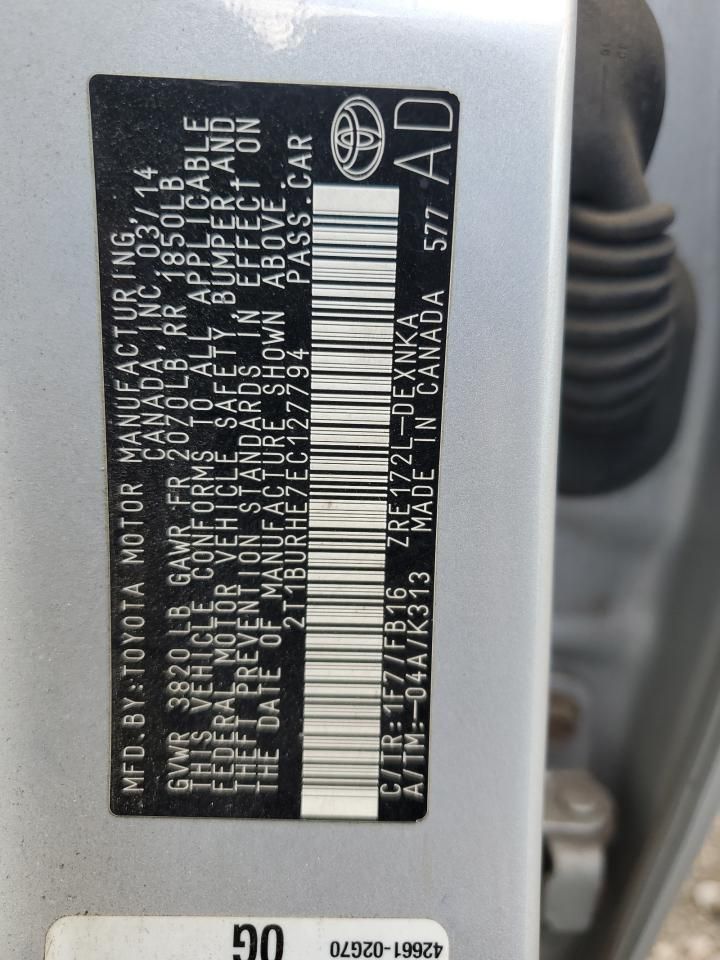 MFD.BY:TOYOTA MOTOR MANUFACTURING,
CANADA, INC. 03/14
GVWR 3820 LB GAWR FR 2070LB RR 1850LB
THIS VEHICLE CONFORMS TO ALL APPLICABLE
FEDERAL MOTOR VEHICLE SAFETY, BUMPER AND
THEFT PREVENTION STANDARDS IN EFFECT ON
THE DATE OF MANUFACTURE SHOWN ABOVE
2T1BURHE7EC127794 PASS.CAR
C/TR:1F7/FB16 ZRE172L-DEXNKA
A/TM:-04A/K313 MADE IN CANADA 577 AD
42661-02G70
0G